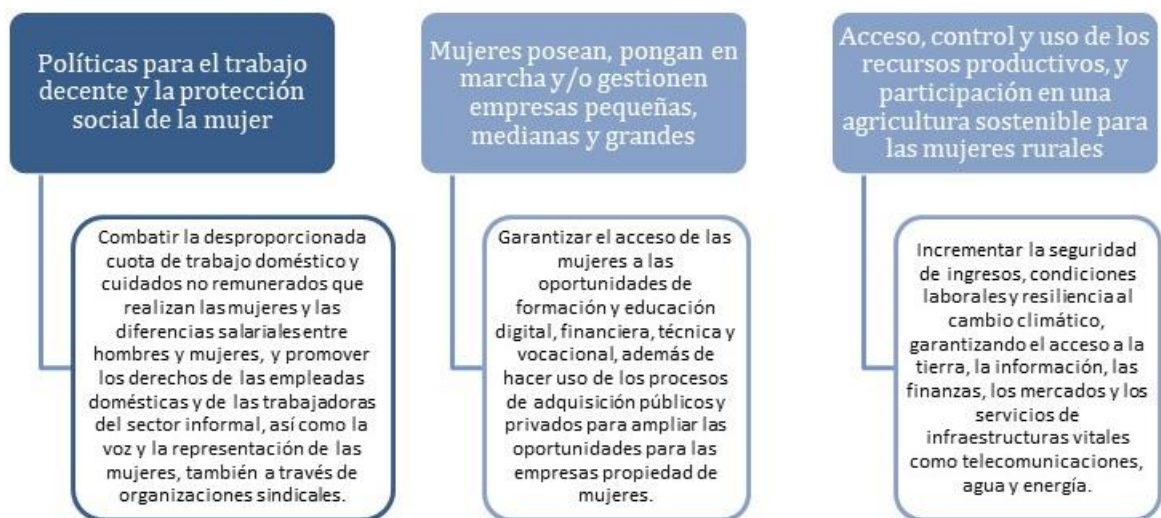 Políticas para el trabajo
decente y la protección
social de la mujer
Combatir la desproporcionada
cuota de trabajo doméstico y
cuidados no remunerados que
realizan las mujeres y las
diferencias salariales entre
hombres y mujeres, y promover
los derechos de las empleadas
domésticas y de las trabajadoras
del sector informal, así como la
voz y la representación de las
mujeres, también a través de
organizaciones sindicales.
Mujeres posean, pongan en
marcha y/o gestionen
empresas pequeñas,
medianas y grandes
Garantizar el acceso de las
mujeres a las
oportunidades de
formación y educación
digital, financiera, técnica y
vocacional, además de
hacer uso de los procesos
de adquisición públicos y
privados para ampliar las
oportunidades para las
empresas propiedad de
mujeres.
Acceso, control y uso de los
recursos productivos, y
participación en una
agricultura sostenible para
las mujeres rurales
Incrementar la seguridad
de ingresos, condiciones
laborales y resiliencia al
cambio climático,
garantizando el acceso a la
tierra, la información, las
finanzas, los mercados y los
servicios de
infraestructuras vitales
como telecomunicaciones,
agua y energía.